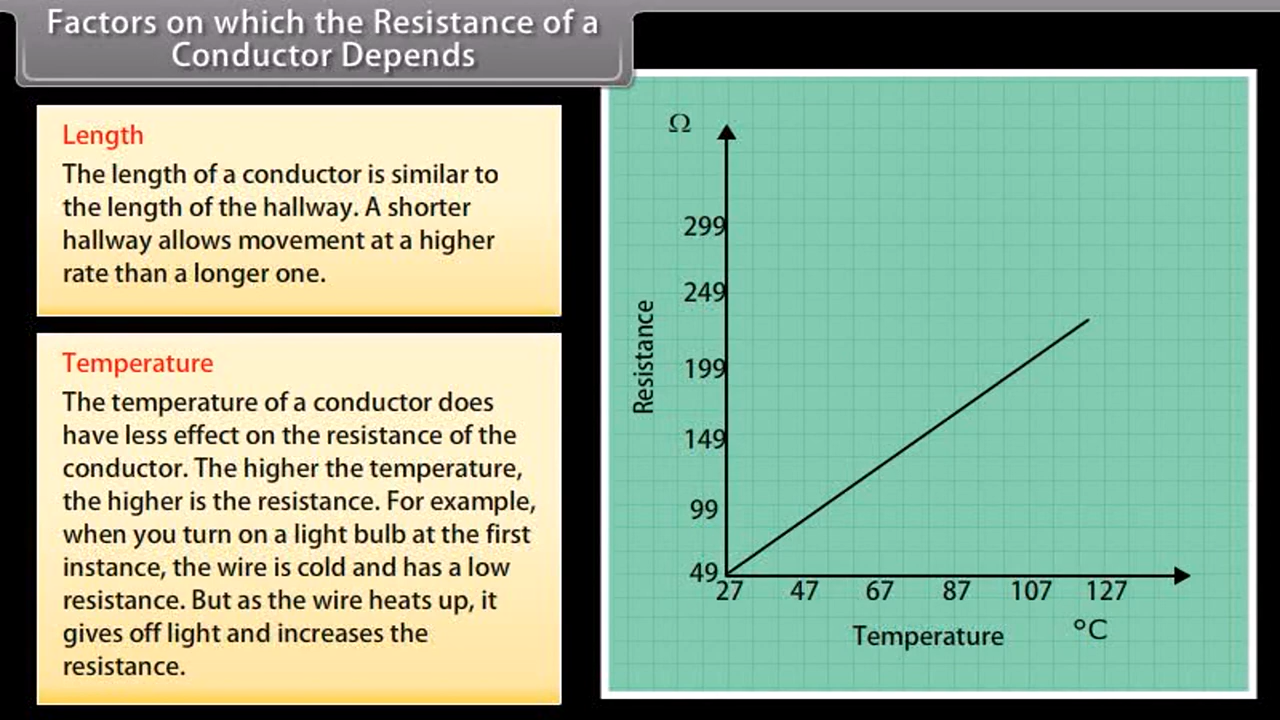 Factors on which the Resistance of a
Conductor Depends
Length
The length of a conductor is similar to
the length of the hallway. A shorter
hallway allows movement at a higher
rate than a longer one.
Temperature
The temperature of a conductor does
have less effect on the resistance of the
conductor. The higher the temperature,
the higher is the resistance. For example,
when you turn on a light bulb at the first
instance, the wire is cold and has a low
resistance. But as the wire heats up, it
gives off light and increases the
resistance.
Ω
299
249
199
149
99
49
Resistance
27 47 67 87 107 127
Temperature °C